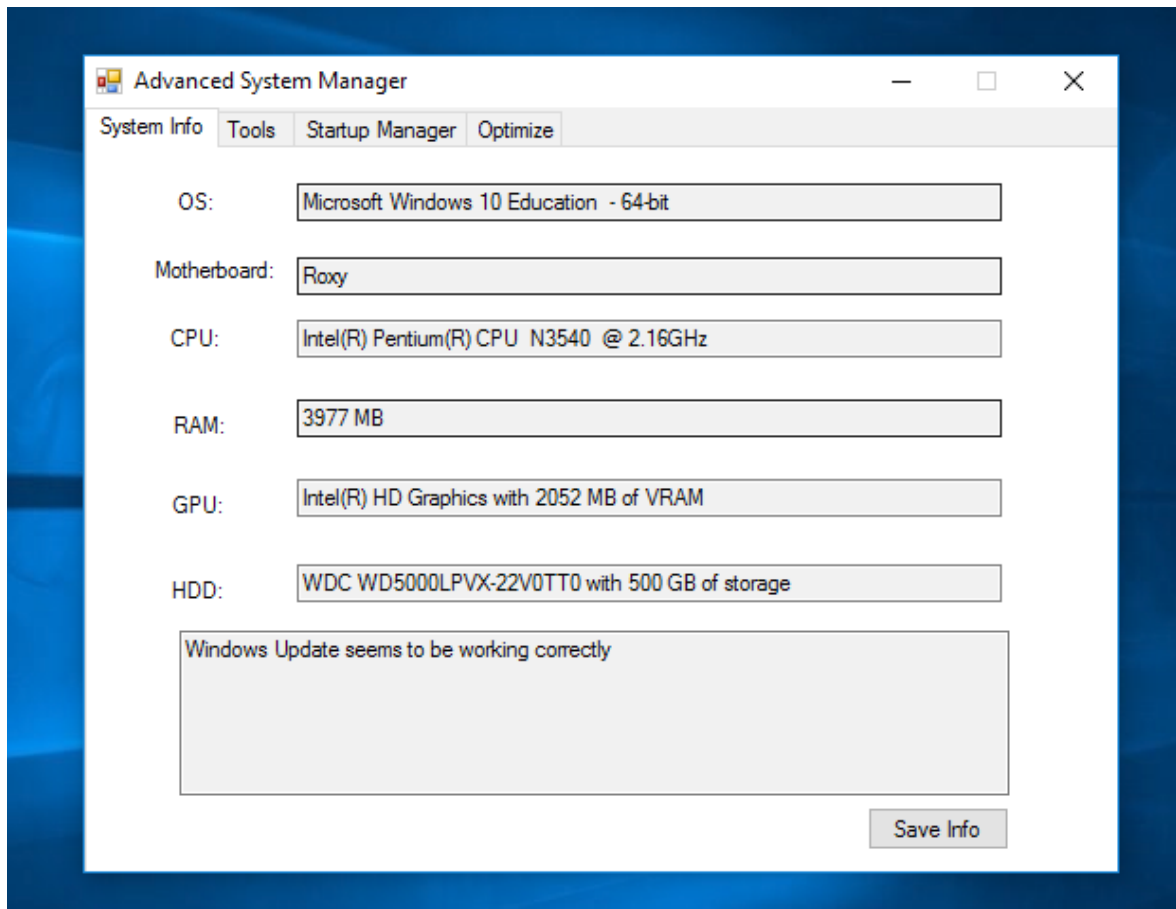 Advanced System Manager
System Info Tools Startup Manager Optimize
OS: Microsoft Windows 10 Education - 64-bit
Motherboard: Roxy
CPU: Intel(R) Pentium(R) CPU N3540 @ 2.16GHz
RAM: 3977 MB
GPU: Intel(R) HD Graphics with 2052 MB of VRAM
HDD: WDC WD5000LPVX-22V0TT0 with 500 GB of storage
Windows Update seems to be working correctly
Save Info